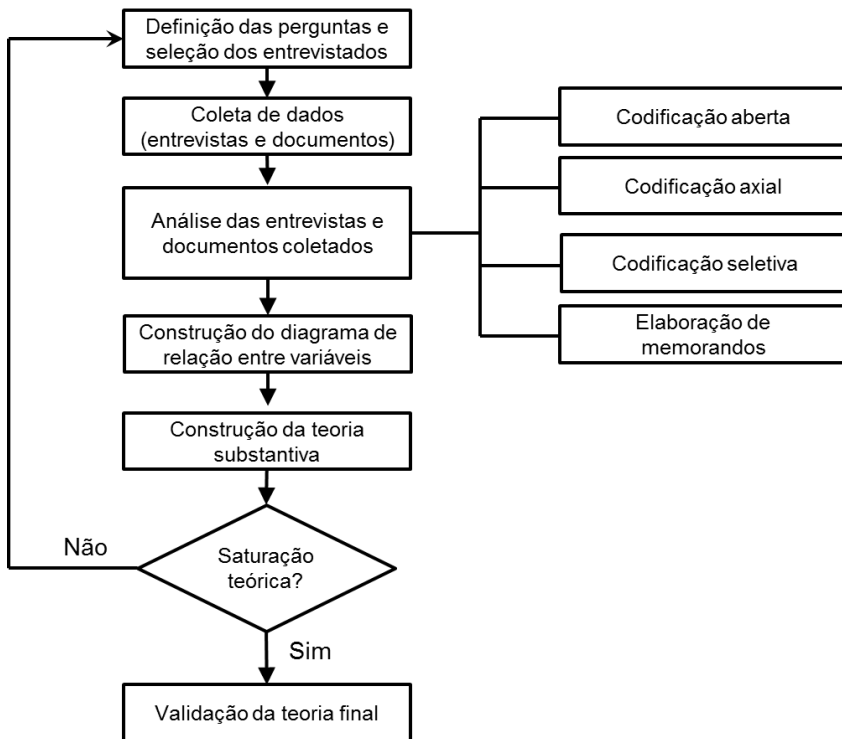 Definição das perguntas e
seleção dos entrevistados
Coleta de dados
(entrevistas e documentos)
Análise das entrevistas e
documentos coletados
Codificação aberta
Codificação axial
Codificação seletiva
Elaboração de
memorandos
Construção do diagrama de
relação entre variáveis
Construção da teoria
substantiva
Saturação
teórica?
Não
Sim
Validação da teoria final